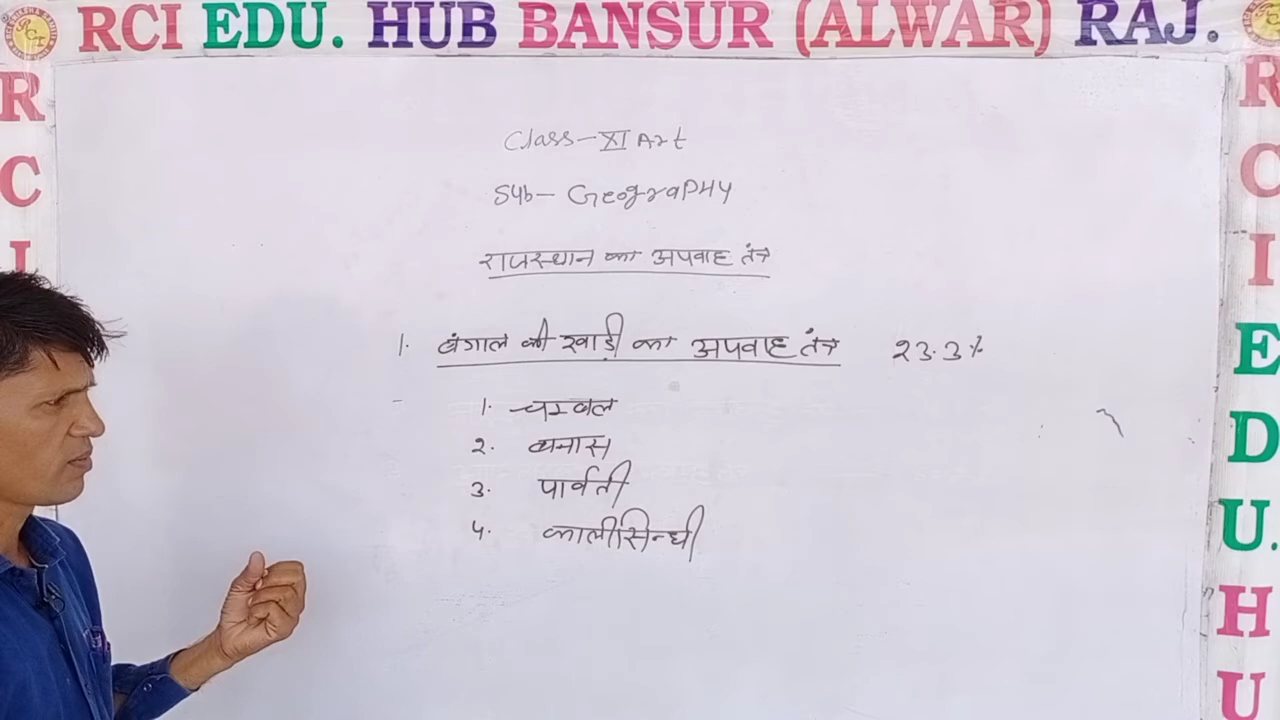 RCI EDU. HUB BANSUR (ALWAR) RAJ.
R
C
I
R
C
I
E
D
U.
H
U
Class-XI Art
Sub- GeograPHy
राजस्थान का अपवाह तंत्र
1. बंगाल की खाड़ी का अपवाह तंत्र 23.3%
1. चम्बल
2. बनास
3. पार्वती
4. कालीसिन्धी